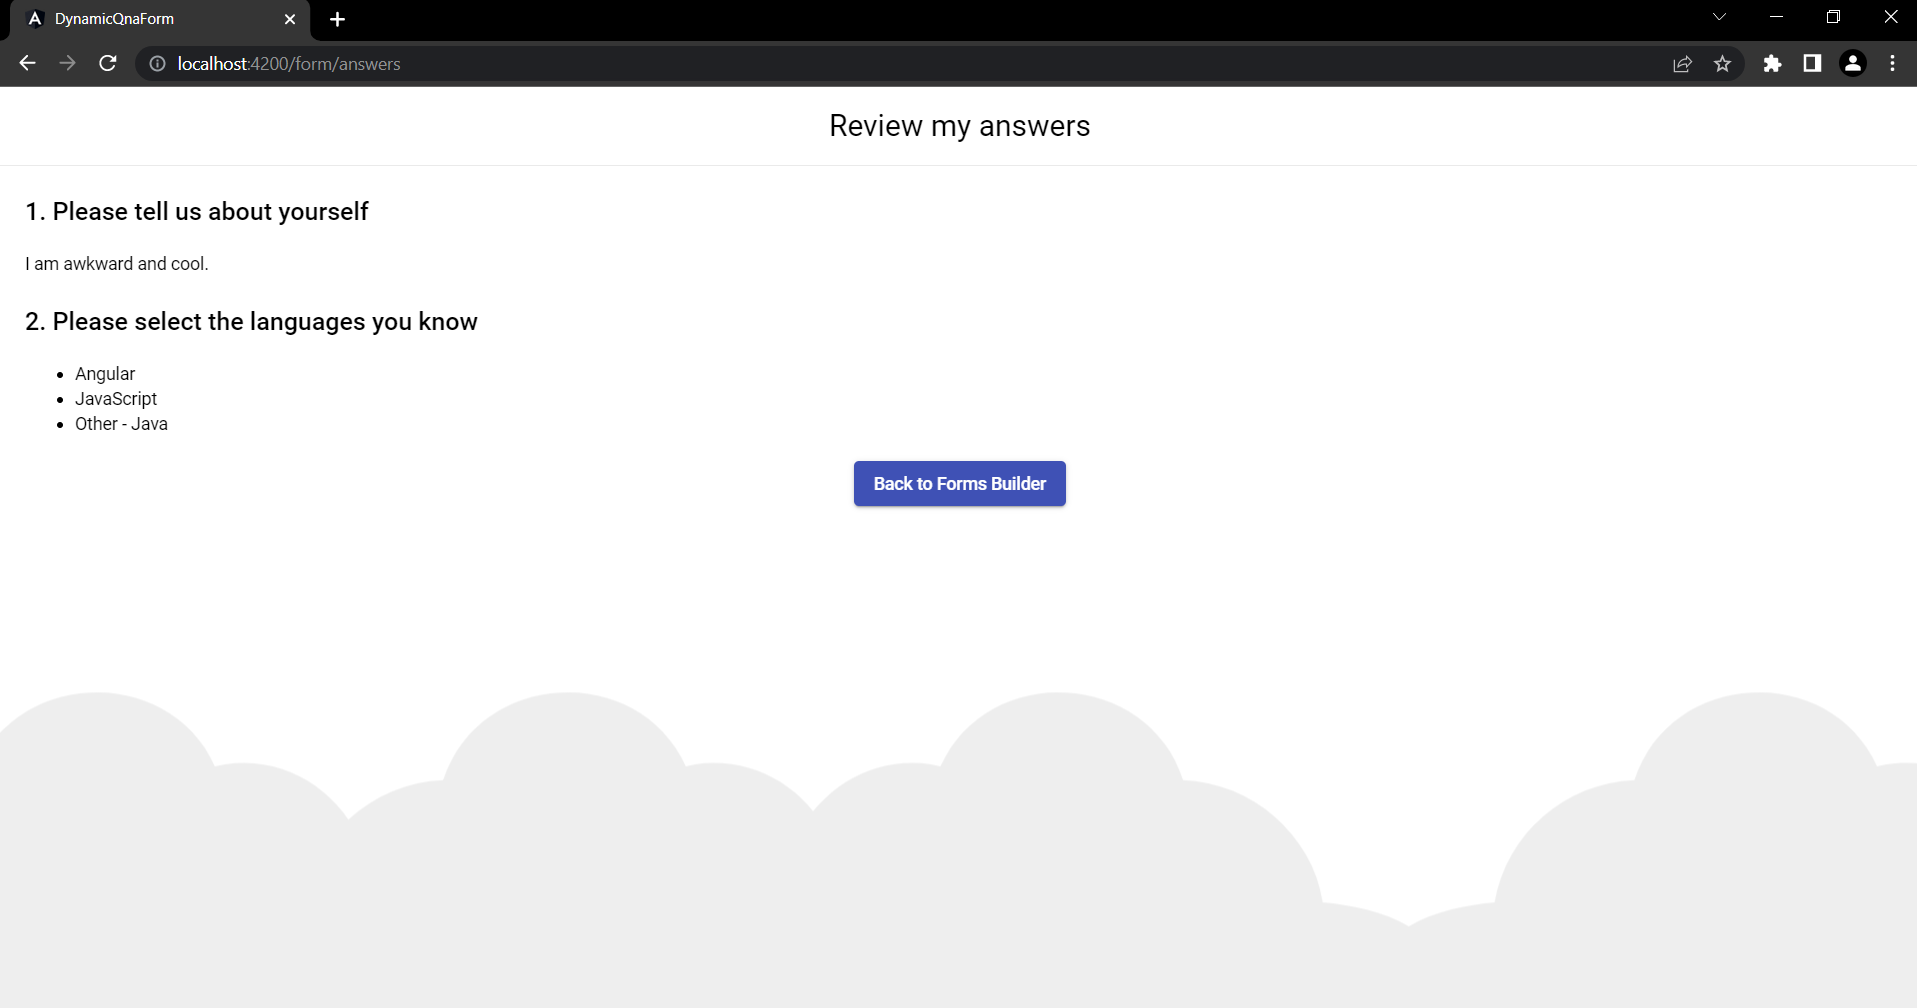 DynamicQnaForm
localhost:4200/form/answers
Review my answers
1. Please tell us about yourself
I am awkward and cool.
2. Please select the languages you know
• Angular
• JavaScript
• Other - Java
Back to Forms Builder